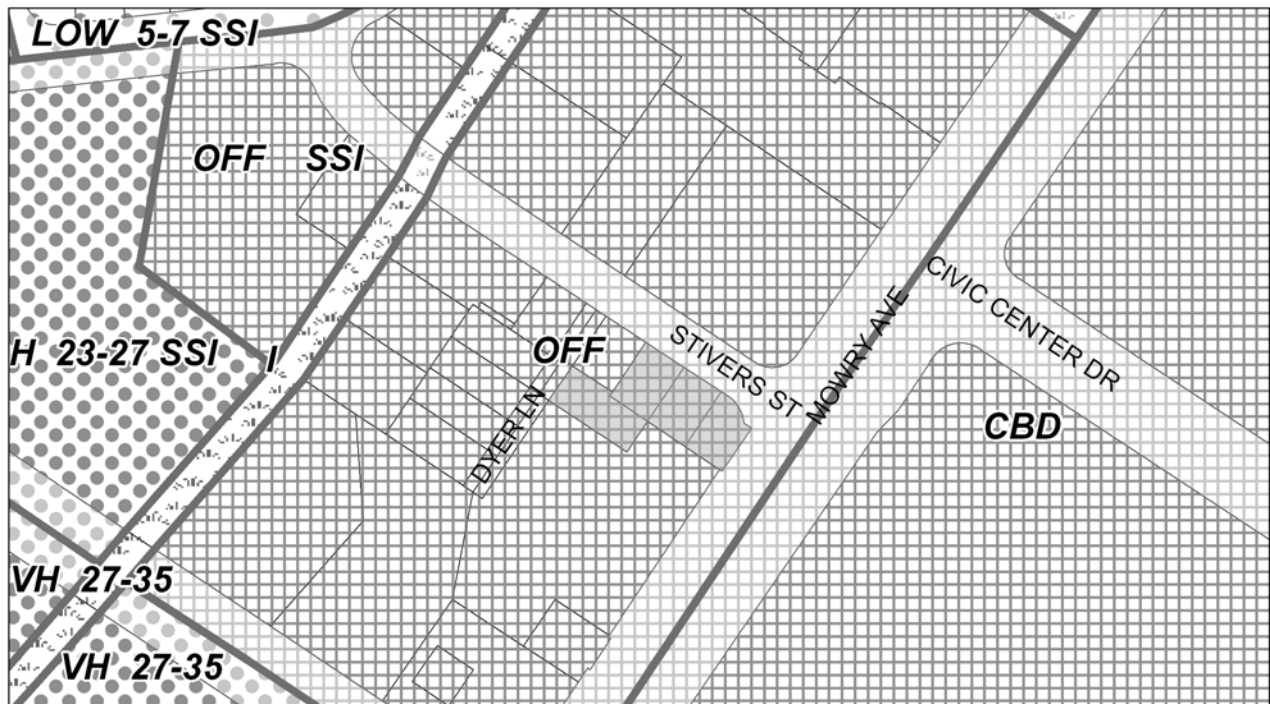 LOW 5-7 SSI
OFF SSI
CIVIC CENTER DR
MOWRY AVE
STIVERS ST
H 23-27 SSI
I
OFF
DYER LN
CBD
VH 27-35
VH 27-35